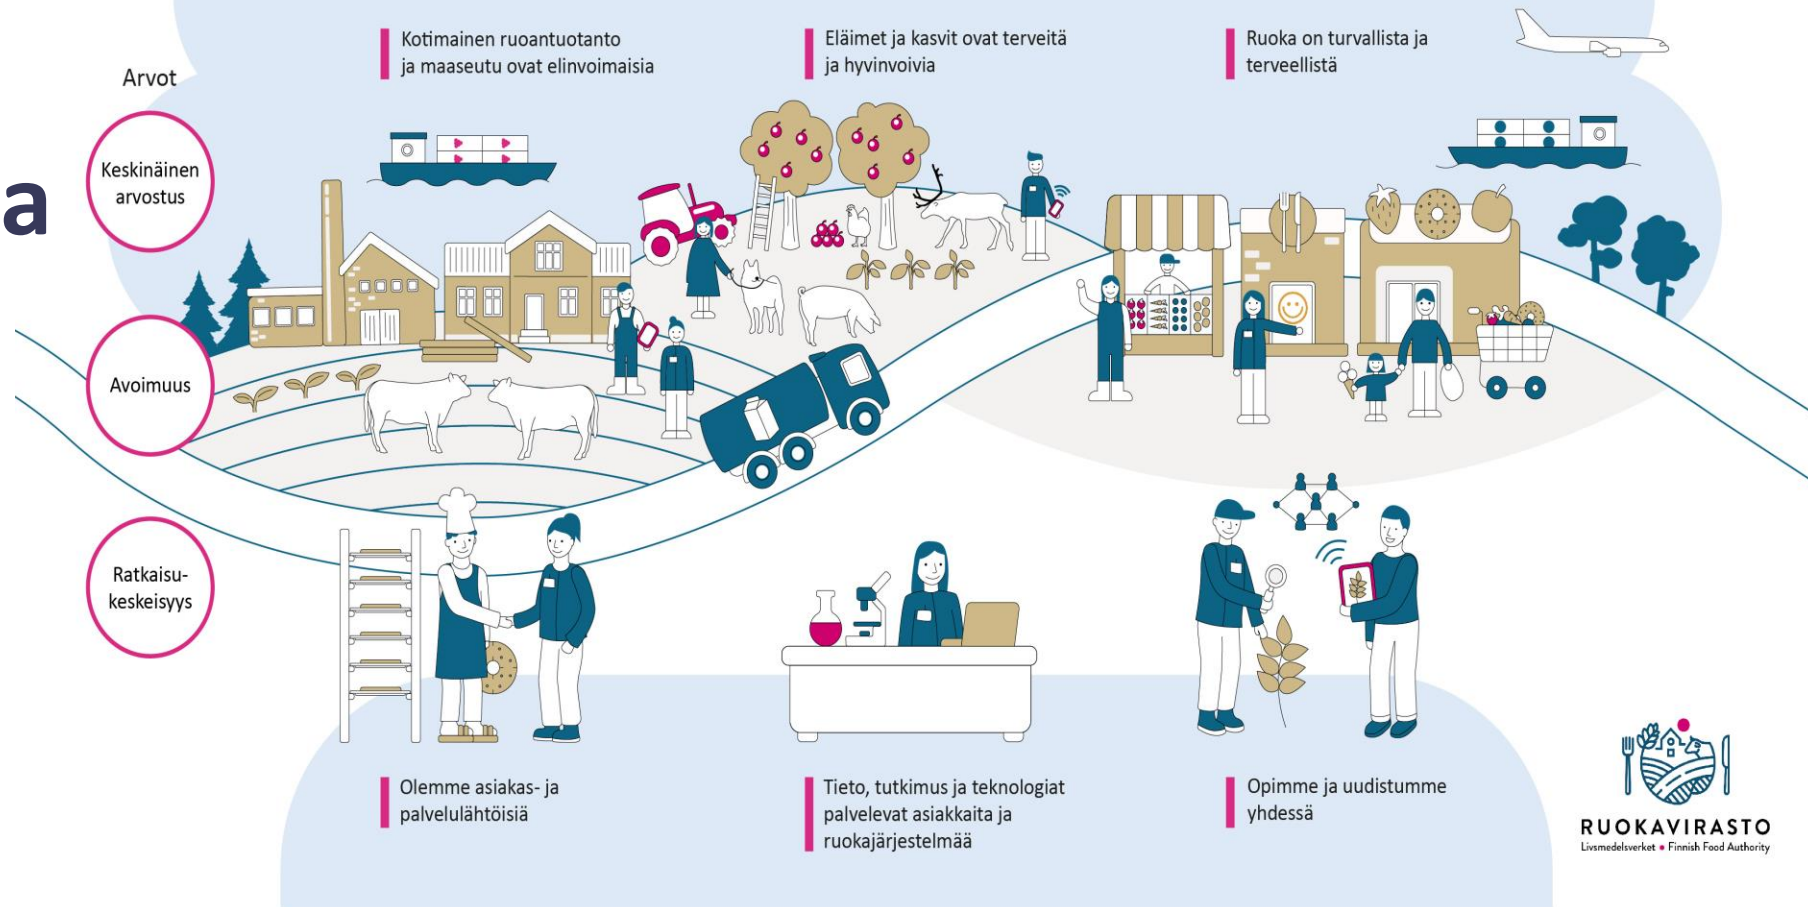 a
Arvot
Keskinäinen
arvostus
Avoimuus
Ratkaisu-
keskeisyys
Kotimainen ruoantuotanto
ja maaseutu ovat elinvoimaisia
Eläimet ja kasvit ovat terveitä
ja hyvinvoivia
Ruoka on turvallista ja
terveellistä
Olemme asiakas- ja
palvelulähtöisiä
Tieto, tutkimus ja teknologiat
palvelevat asiakkaita ja
ruokajärjestelmää
Opimme ja uudistumme
yhdessä
RUOKAVIRASTO
Livsmedelsverket • Finnish Food Authority